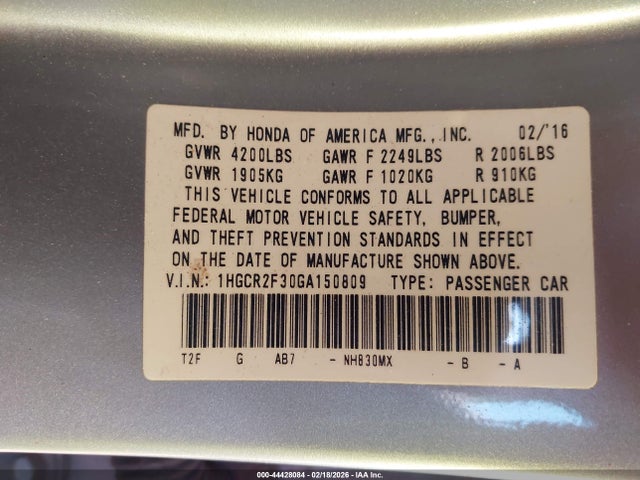 MFD. BY HONDA OF AMERICA MFG., INC. 02/'16
GVWR 4200LBS GAWR F 2249LBS R 2006LBS
GVWR 1905KG GAWR F 1020KG R 910KG
THIS VEHICLE CONFORMS TO ALL APPLICABLE
FEDERAL MOTOR VEHICLE SAFETY, BUMPER,
AND THEFT PREVENTION STANDARDS IN EFFECT
ON THE DATE OF MANUFACTURE SHOWN ABOVE.
V.I.N.: 1HGCR2F30GA150809 TYPE: PASSENGER CAR
T2F G AB7 - NH830MX - B - A
000-44428084 - 02/18/2026 - IAA Inc.